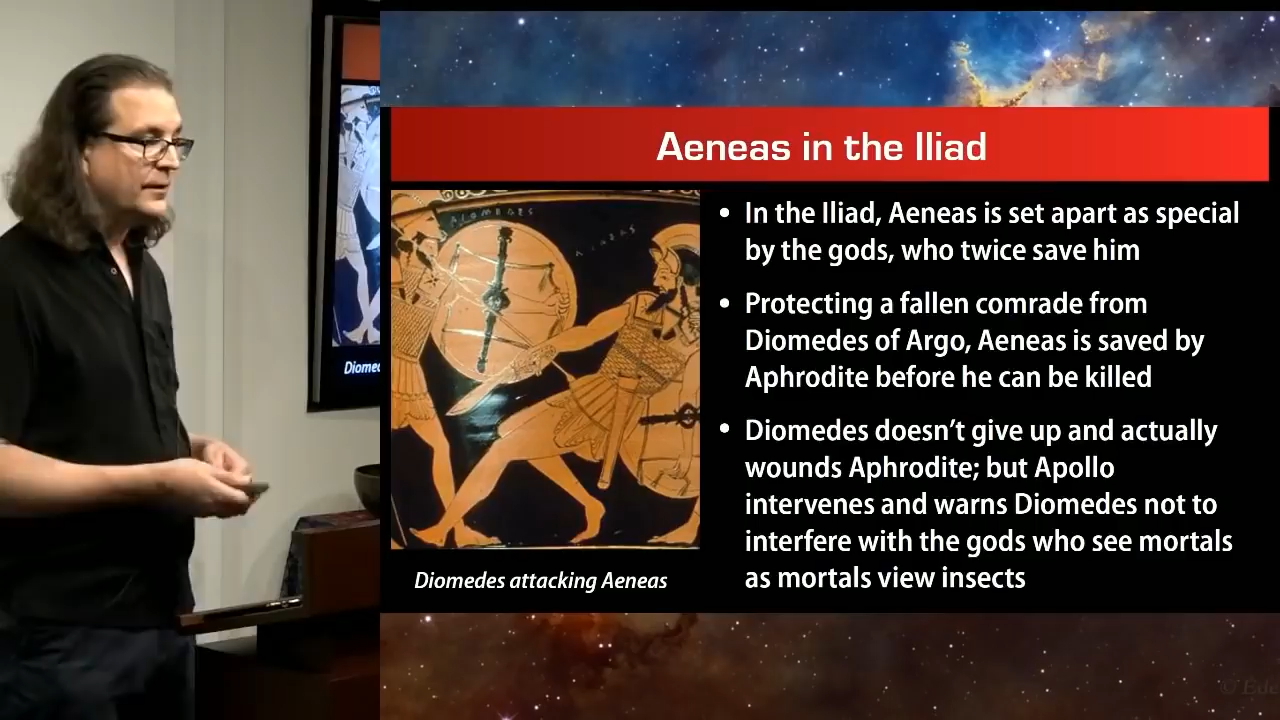 Aeneas in the Iliad
DIOMEDES
• In the Iliad, Aeneas is set apart as special
by the gods, who twice save him
• Protecting a fallen comrade from
Diomedes of Argo, Aeneas is saved by
Aphrodite before he can be killed
• Diomedes doesn't give up and actually
wounds Aphrodite; but Apollo
intervenes and warns Diomedes not to
interfere with the gods who see mortals
as mortals view insects
Diomedes attacking Aeneas
Diomed
© Ede